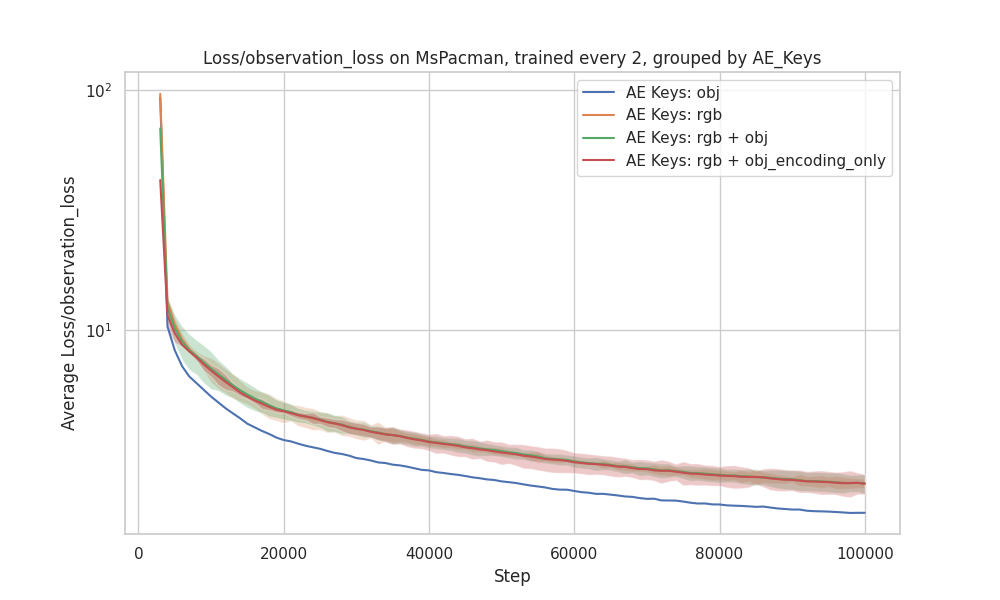 Loss/observation_loss on MsPacman, trained every 2, grouped by AE_Keys
AE Keys: obj
AE Keys: rgb
AE Keys: rgb + obj
AE Keys: rgb + obj_encoding_only
Average Loss/observation_loss
10²
10¹
0 20000 40000 60000 80000 100000
Step